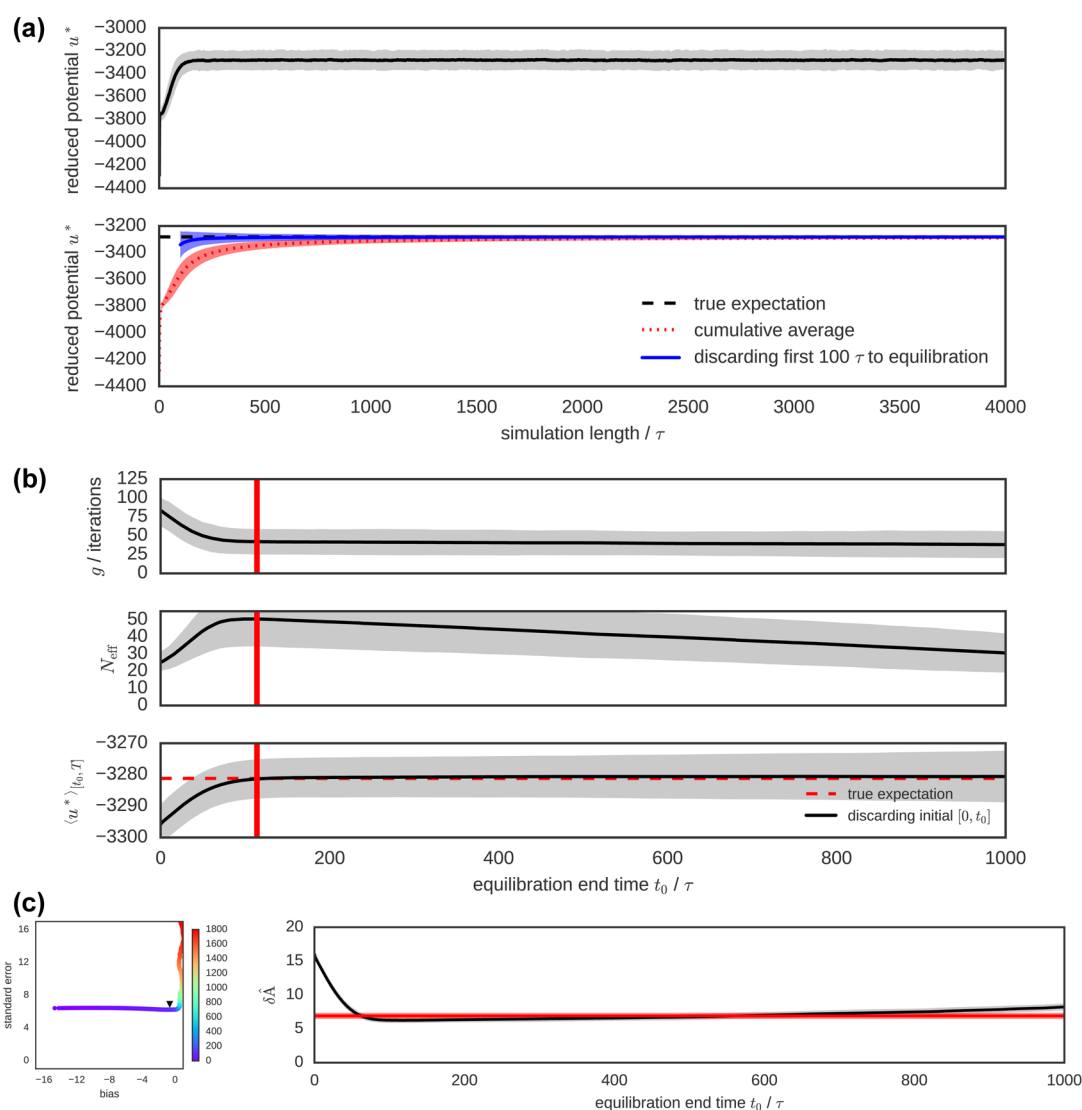 (a)
reduced potential u*
−3000
−3200
−3400
−3600
−3800
−4000
−4200
−4400
reduced potential u*
−3200
−3400
−3600
−3800
−4000
−4200
−4400
true expectation
cumulative average
discarding first 100 τ to equilibration
0 500 1000 1500 2000 2500 3000 3500 4000
simulation length / τ
(b)
g / iterations
125
100
75
50
25
0
N_eff
50
40
30
20
10
0
⟨u*⟩[t₀,T]
−3270
−3280
−3290
−3300
true expectation
discarding initial [0, t₀]
0 200 400 600 800 1000
equilibration end time t₀ / τ
(c)
standard error
16
12
8
4
0
−16 −12 −8 −4 0
bias
1800
1600
1400
1200
1000
800
600
400
200
0
δÂ
20
15
10
5
0
0 200 400 600 800 1000
equilibration end time t₀ / τ